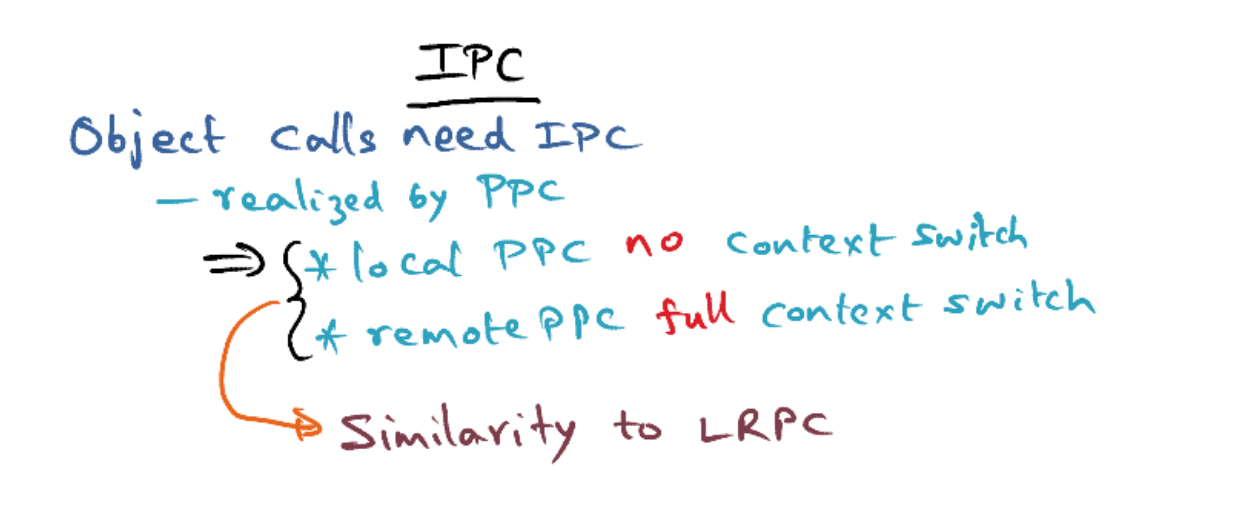 IPC
Object calls need IPC
— realized by PPC
⇒ { * local PPC no context switch
* remote PPC full context switch
→ Similarity to LRPC